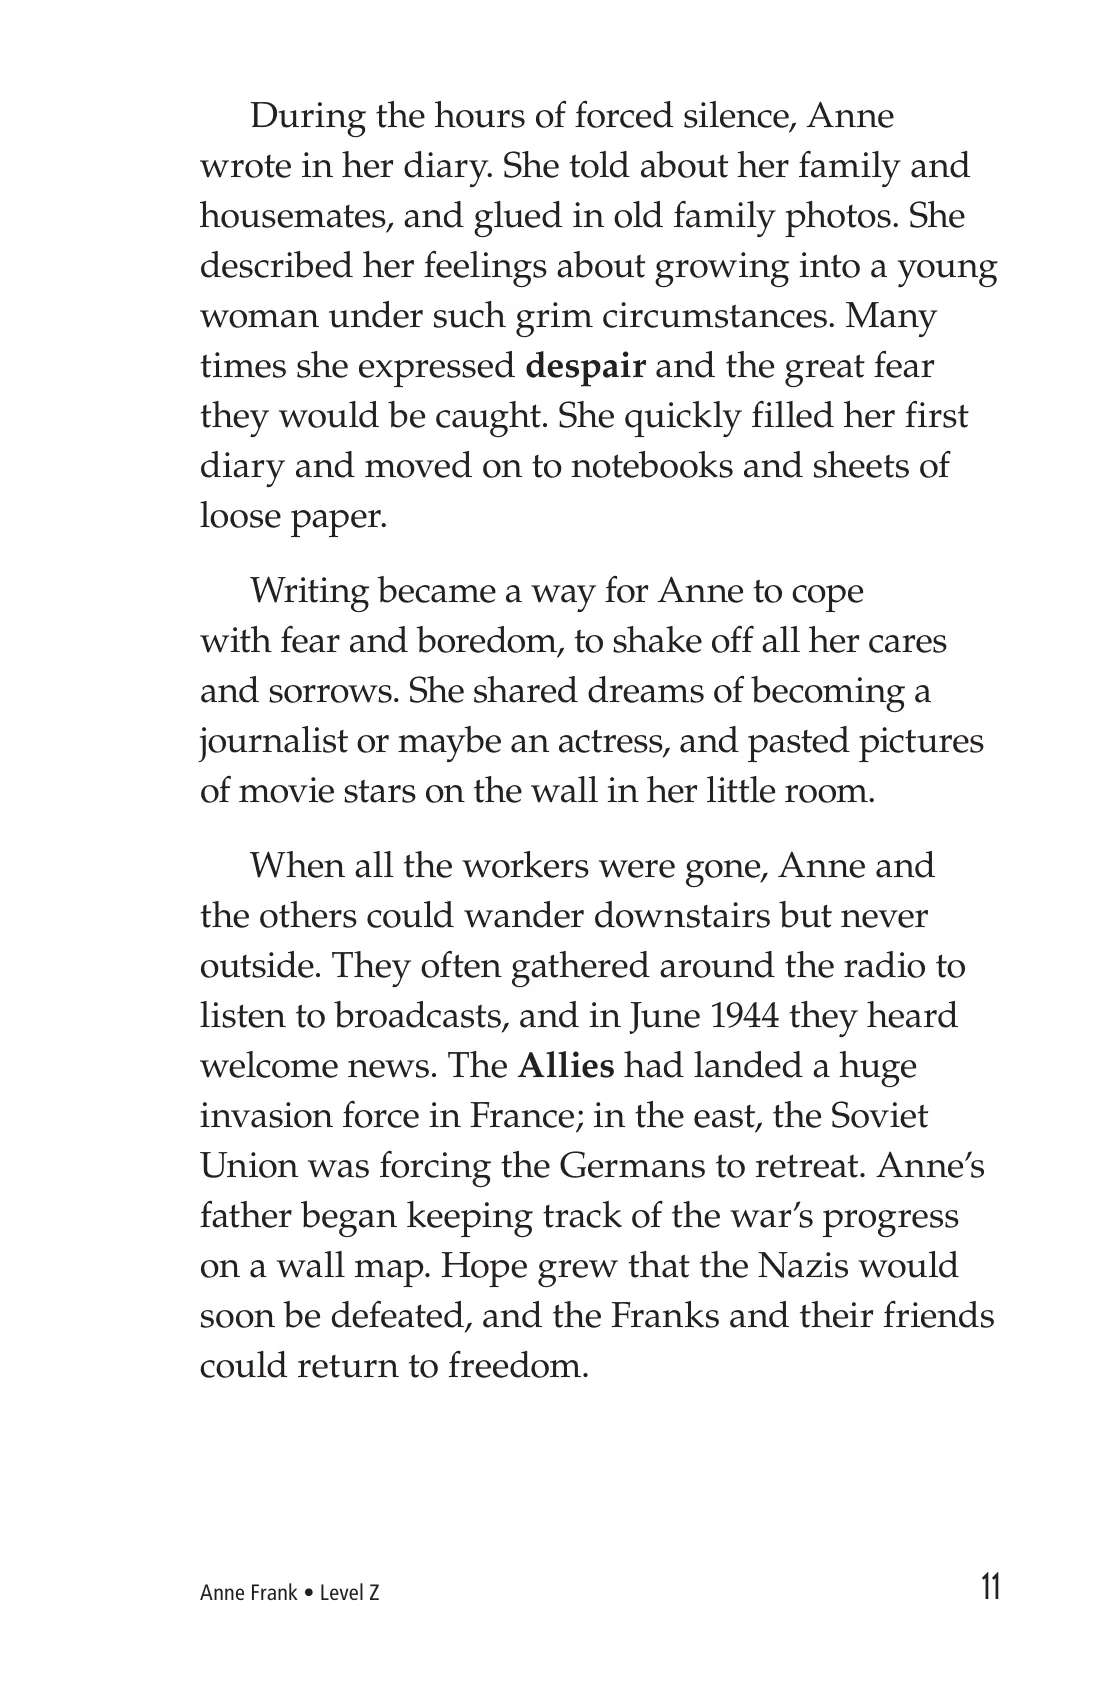 During the hours of forced silence, Anne
wrote in her diary. She told about her family and
housemates, and glued in old family photos. She
described her feelings about growing into a young
woman under such grim circumstances. Many
times she expressed despair and the great fear
they would be caught. She quickly filled her first
diary and moved on to notebooks and sheets of
loose paper.
Writing became a way for Anne to cope
with fear and boredom, to shake off all her cares
and sorrows. She shared dreams of becoming a
journalist or maybe an actress, and pasted pictures
of movie stars on the wall in her little room.
When all the workers were gone, Anne and
the others could wander downstairs but never
outside. They often gathered around the radio to
listen to broadcasts, and in June 1944 they heard
welcome news. The Allies had landed a huge
invasion force in France; in the east, the Soviet
Union was forcing the Germans to retreat. Anne’s
father began keeping track of the war’s progress
on a wall map. Hope grew that the Nazis would
soon be defeated, and the Franks and their friends
could return to freedom.
Anne Frank • Level Z
11